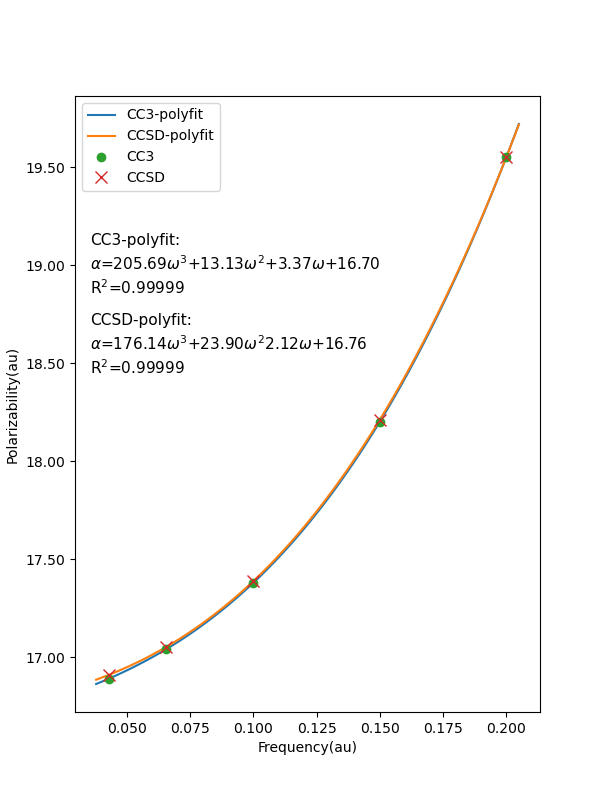 CC3-polyfit
CCSD-polyfit
CC3
CCSD
CC3-polyfit:
α=205.69ω³+13.13ω²+3.37ω+16.70
R²=0.99999
CCSD-polyfit:
α=176.14ω³+23.90ω²2.12ω+16.76
R²=0.99999
19.50
19.00
18.50
18.00
17.50
17.00
Polarizability(au)
0.050 0.075 0.100 0.125 0.150 0.175 0.200
Frequency(au)